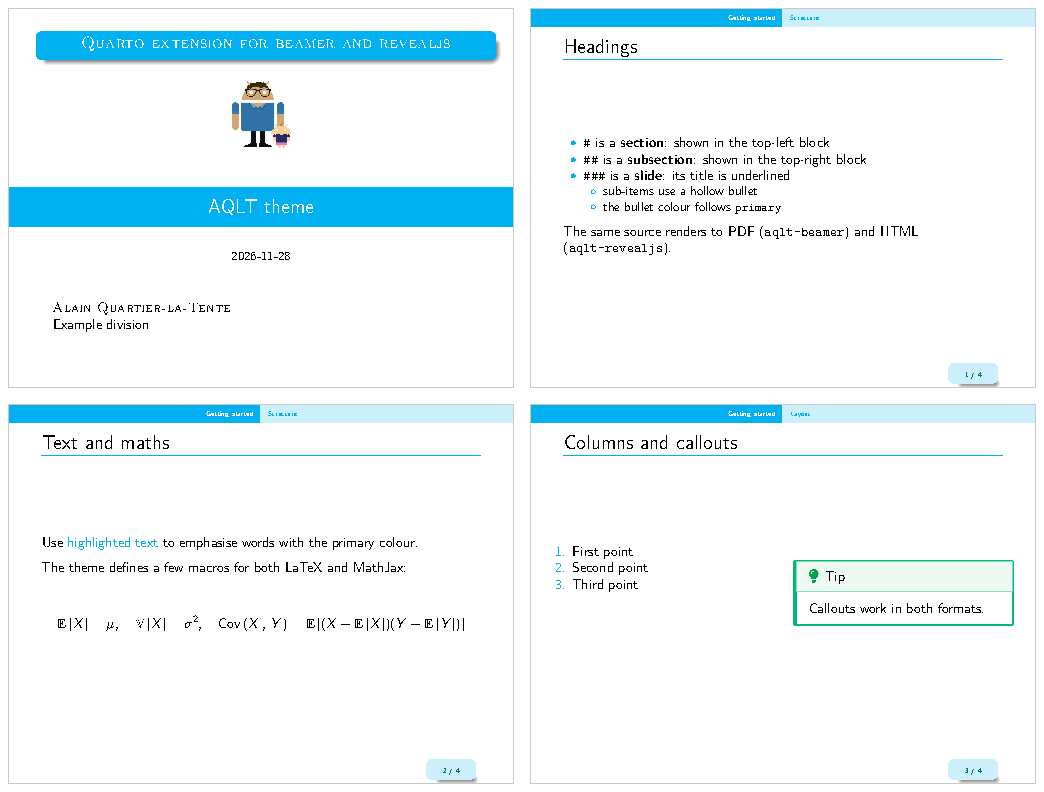 Quarto extension for beamer and revealjs
AQLT theme
2026-11-28
Alain Quartier-la-Tente
Example division
Getting started
Headings
# is a section: shown in the top-left block
## is a subsection: shown in the top-right block
### is a slide: its title is underlined
sub-items use a hollow bullet
the bullet colour follows primary
The same source renders to PDF (aqlt-beamer) and HTML
(aqlt-revealjs).
1 / 4
Getting started
Text and maths
Use highlighted text to emphasise words with the primary colour.
The theme defines a few macros for both LaTeX and MathJax:
𝔼[X] μ, 𝕍[X] σ², Cov (X, Y) 𝔼[(X − 𝔼[X])(Y − 𝔼[Y])]
2 / 4
Getting started Layout
Columns and callouts
1. First point
2. Second point
3. Third point
Tip
Callouts work in both formats.
3 / 4